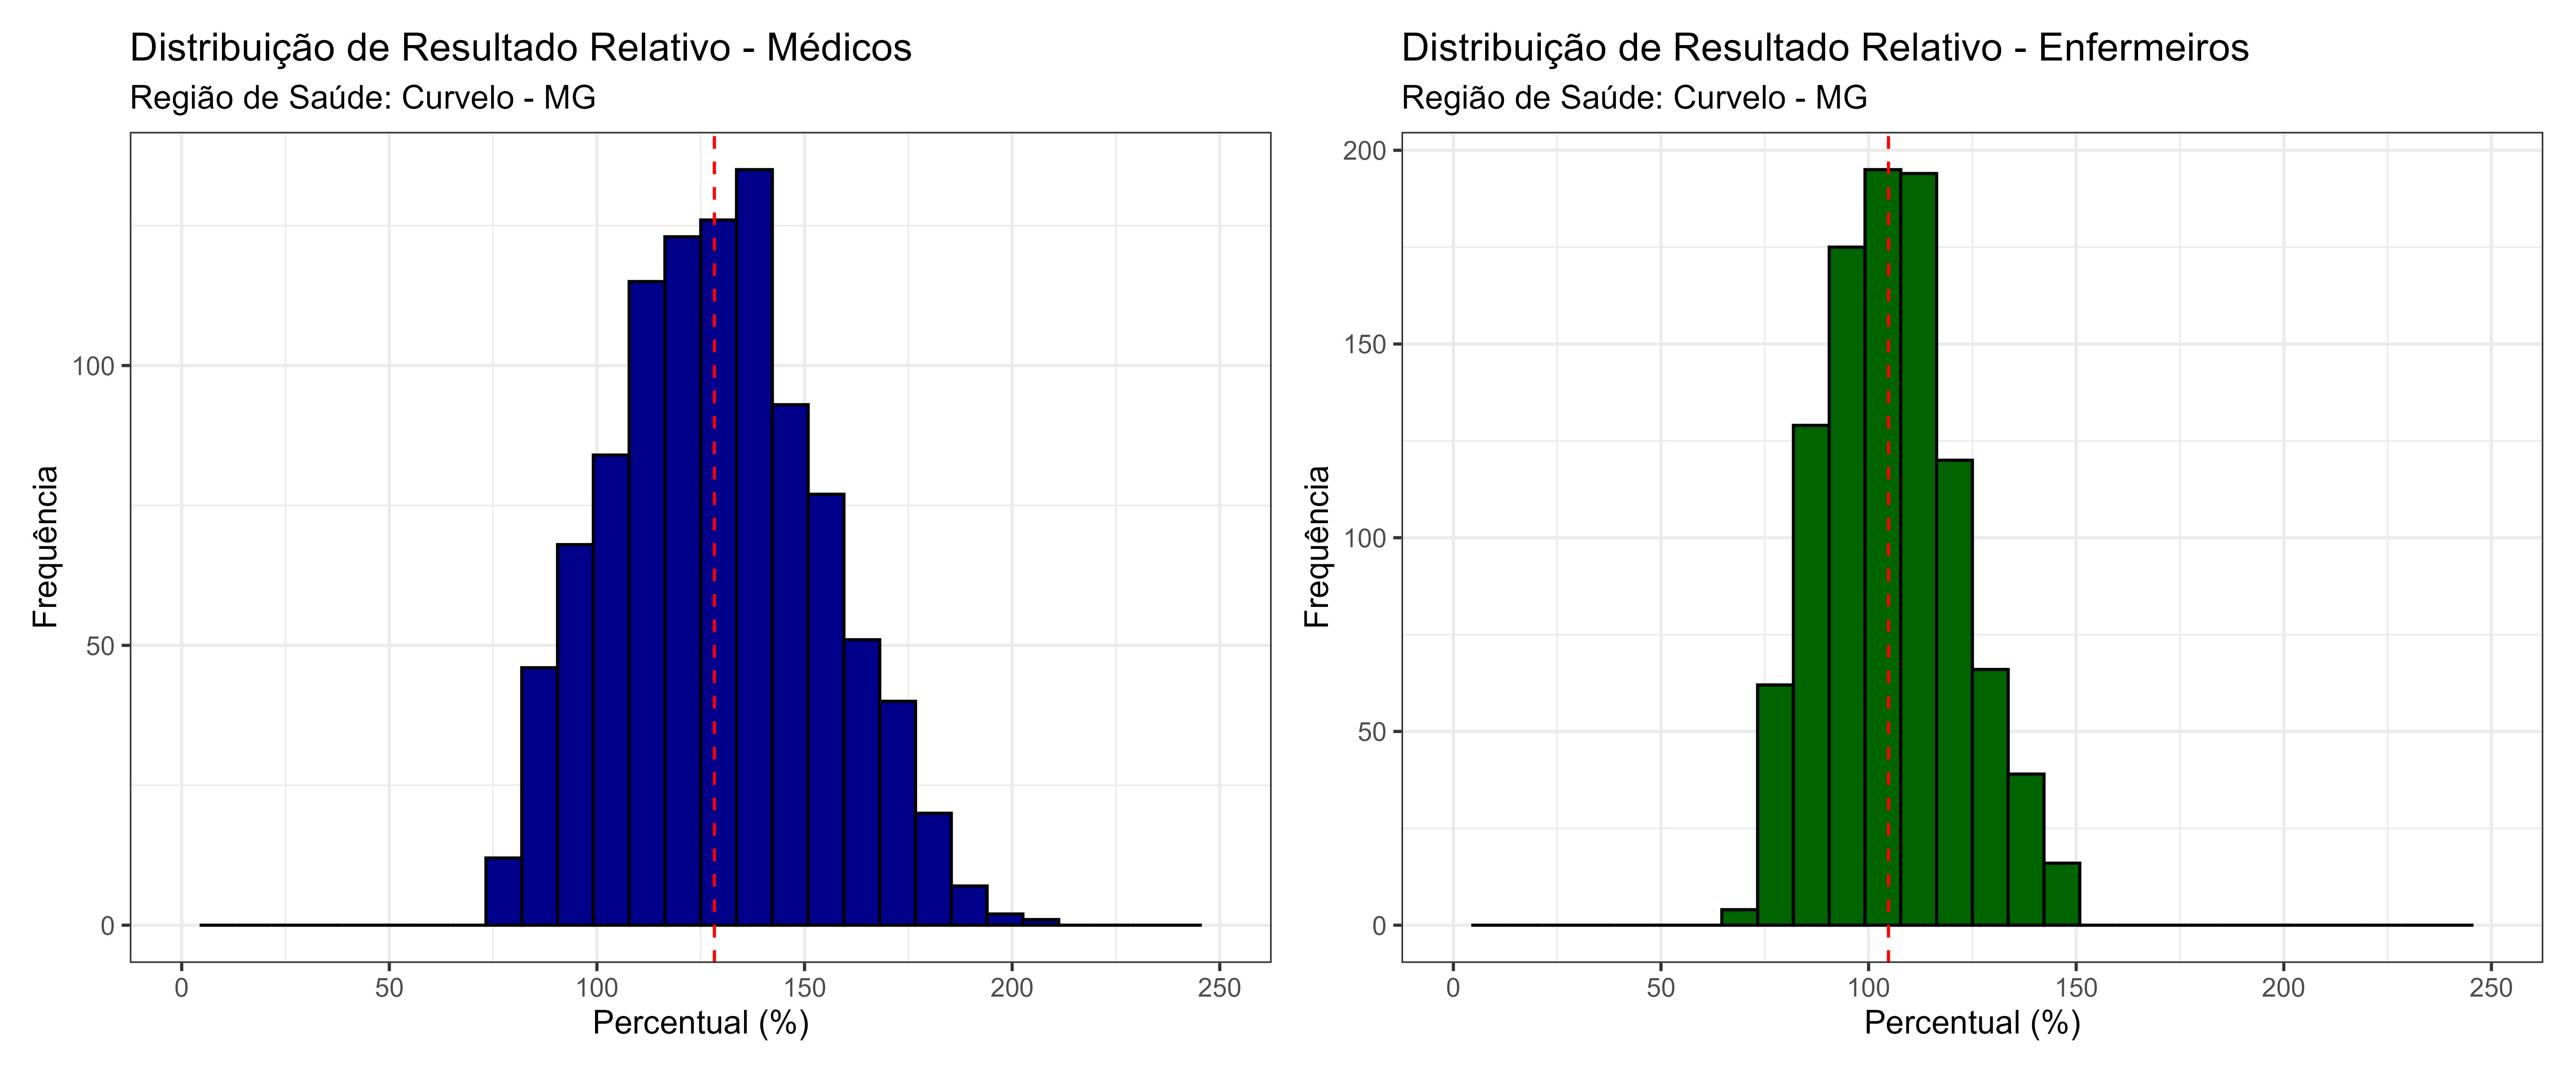 Distribuição de Resultado Relativo - Médicos
Região de Saúde: Curvelo - MG
Frequência
100
50
0
0 50 100 150 200 250
Percentual (%)
Distribuição de Resultado Relativo - Enfermeiros
Região de Saúde: Curvelo - MG
Frequência
200
150
100
50
0
0 50 100 150 200 250
Percentual (%)